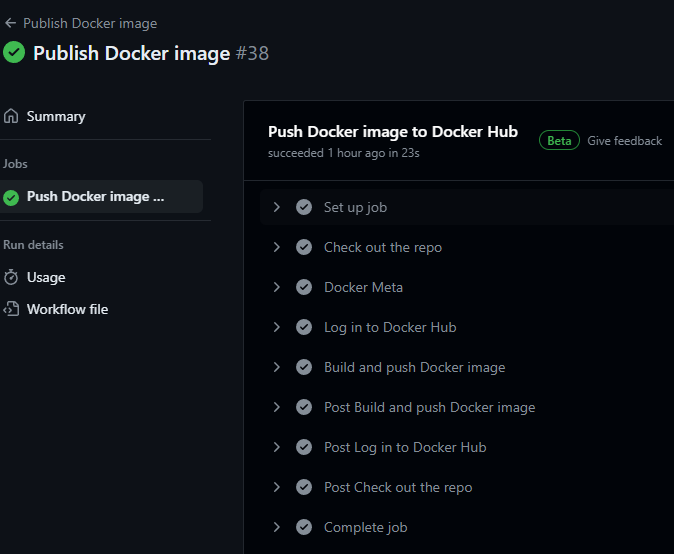 Publish Docker image
Publish Docker image #38
Summary
Jobs
Push Docker image ...
Run details
Usage
Workflow file
Push Docker image to Docker Hub
succeeded 1 hour ago in 23s
Beta
Give feedback
Set up job
Check out the repo
Docker Meta
Log in to Docker Hub
Build and push Docker image
Post Build and push Docker image
Post Log in to Docker Hub
Post Check out the repo
Complete job